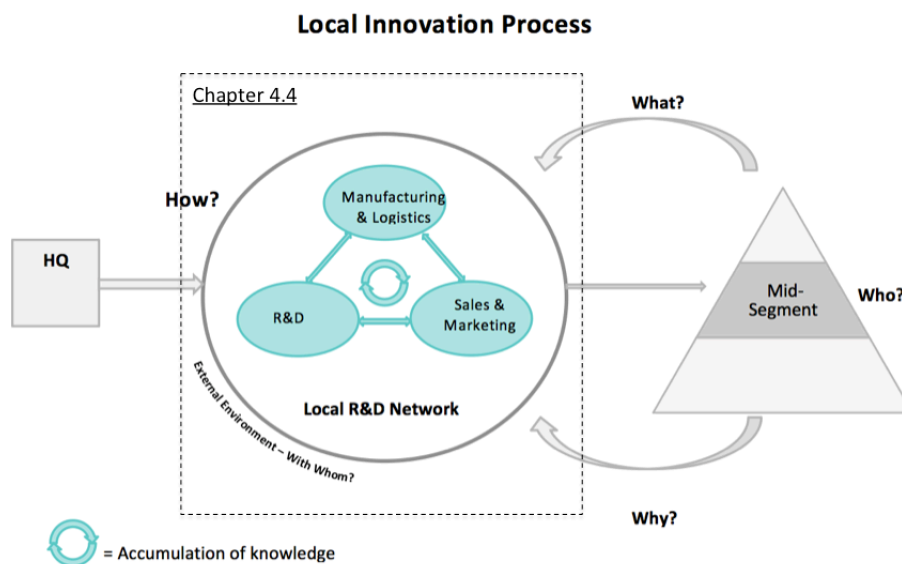 Local Innovation Process
Chapter 4.4
What?
How?
Manufacturing
& Logistics
HQ
R&D
Sales &
Marketing
Mid-
Segment
Who?
Local R&D Network
External Environment – With Whom?
Why?
= Accumulation of knowledge